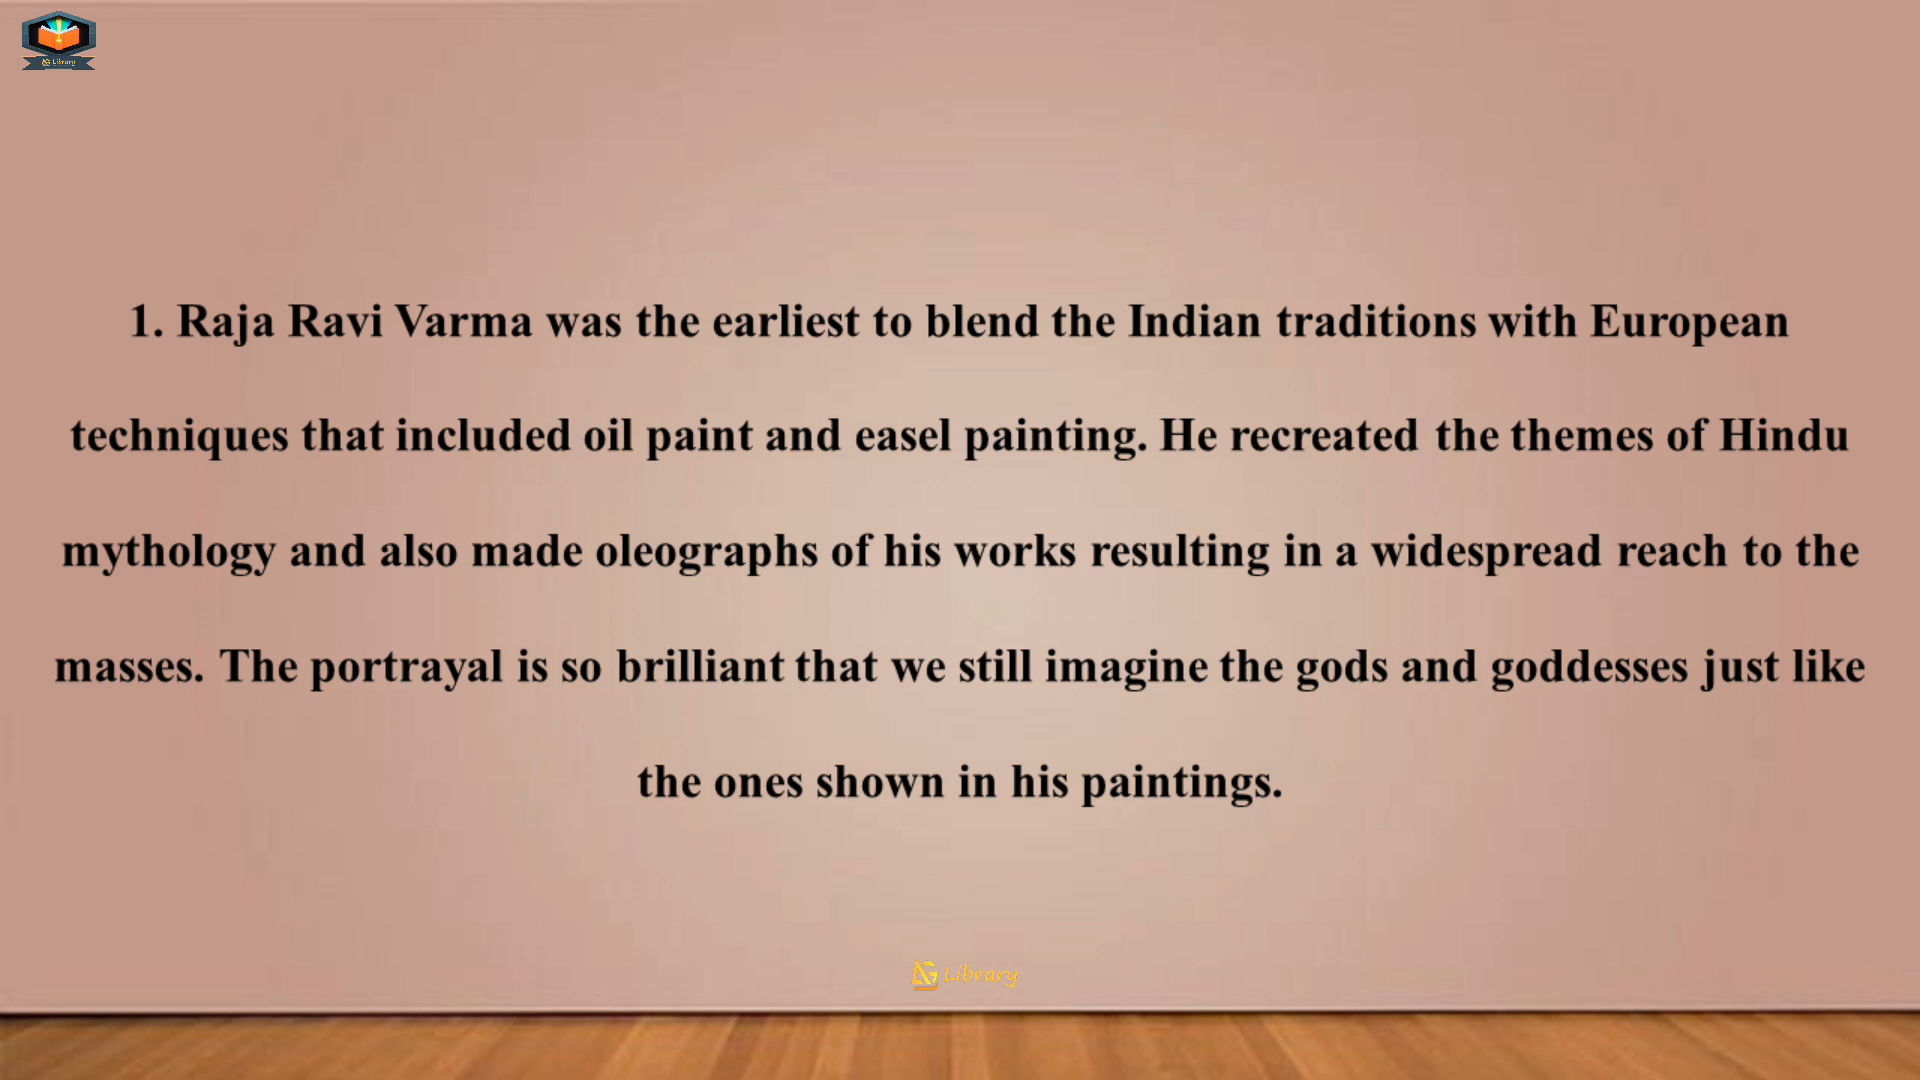 AG Library
1. Raja Ravi Varma was the earliest to blend the Indian traditions with European
techniques that included oil paint and easel painting. He recreated the themes of Hindu
mythology and also made oleographs of his works resulting in a widespread reach to the
masses. The portrayal is so brilliant that we still imagine the gods and goddesses just like
the ones shown in his paintings.
AG Library